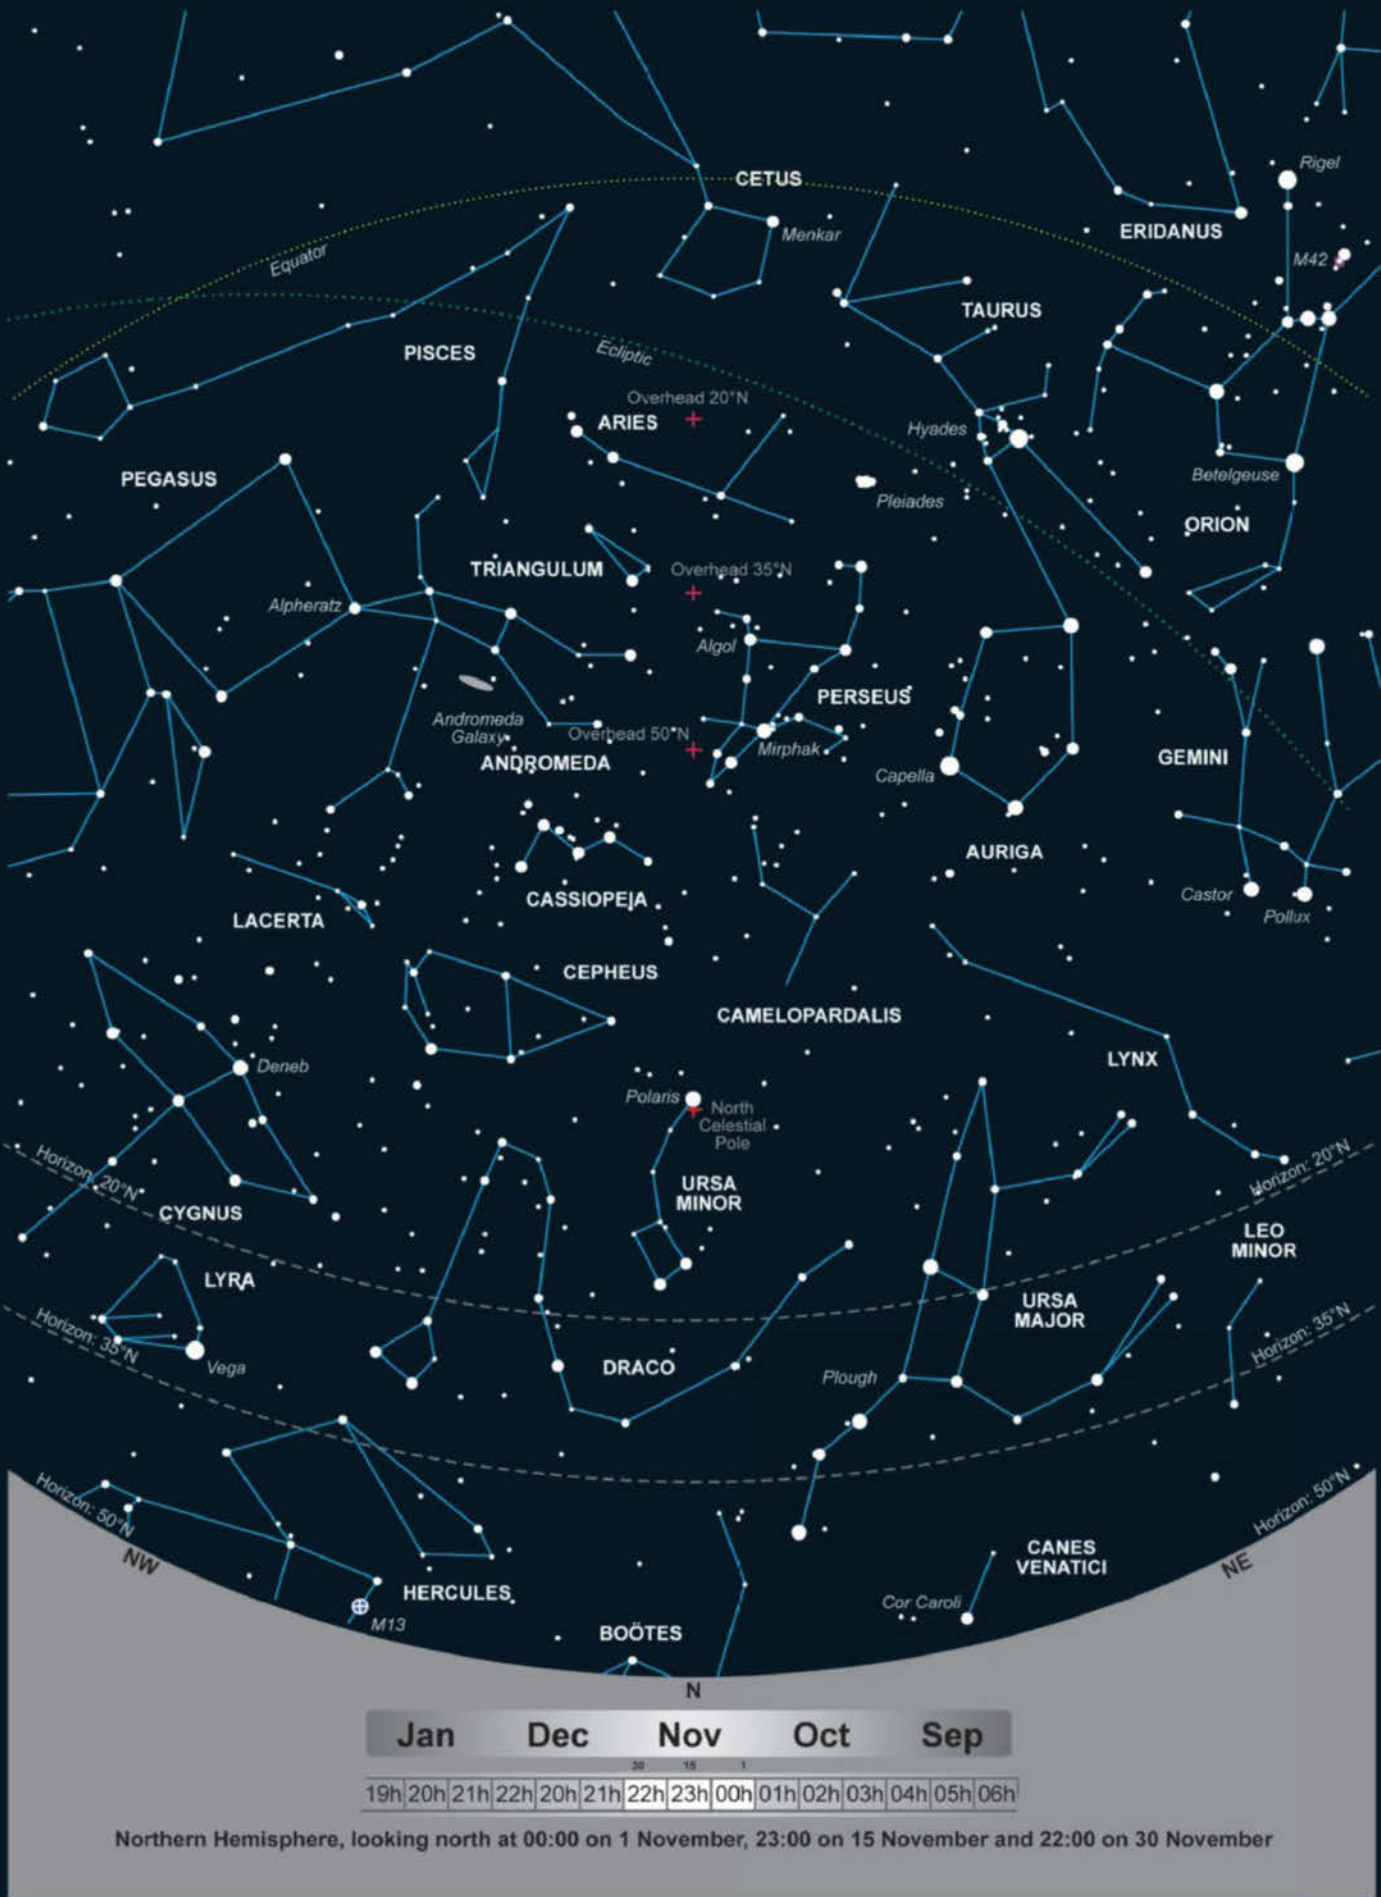 CETUS
Rigel
Menkar
ERIDANUS
Equator
M42
TAURUS
PISCES
Ecliptic
Overhead 20°N
ARIES
Hyades
PEGASUS
Betelgeuse
Pleiades
ORION
TRIANGULUM
Overhead 35°N
Alpheratz
Algol
PERSEUS
Andromeda
Galaxy
Overhead 50°N
Mirphak
ANDROMEDA
Capella
GEMINI
AURIGA
CASSIOPEIA
Castor
LACERTA
Pollux
CEPHEUS
CAMELOPARDALIS
Deneb
LYNX
Polaris
North
Celestial
Pole
Horizon: 20°N
Horizon: 20°N
URSA
MINOR
CYGNUS
LEO
MINOR
LYRA
URSA
MAJOR
Horizon: 35°N
Horizon: 35°N
Vega
DRACO
Plough
Horizon: 50°N
Horizon: 50°N
CANES
VENATICI
NW
NE
HERCULES
Cor Caroli
M13
BOÖTES
N
Jan Dec Nov Oct Sep
30 15 1
19h 20h 21h 22h 20h 21h 22h 23h 00h 01h 02h 03h 04h 05h 06h
Northern Hemisphere, looking north at 00:00 on 1 November, 23:00 on 15 November and 22:00 on 30 November